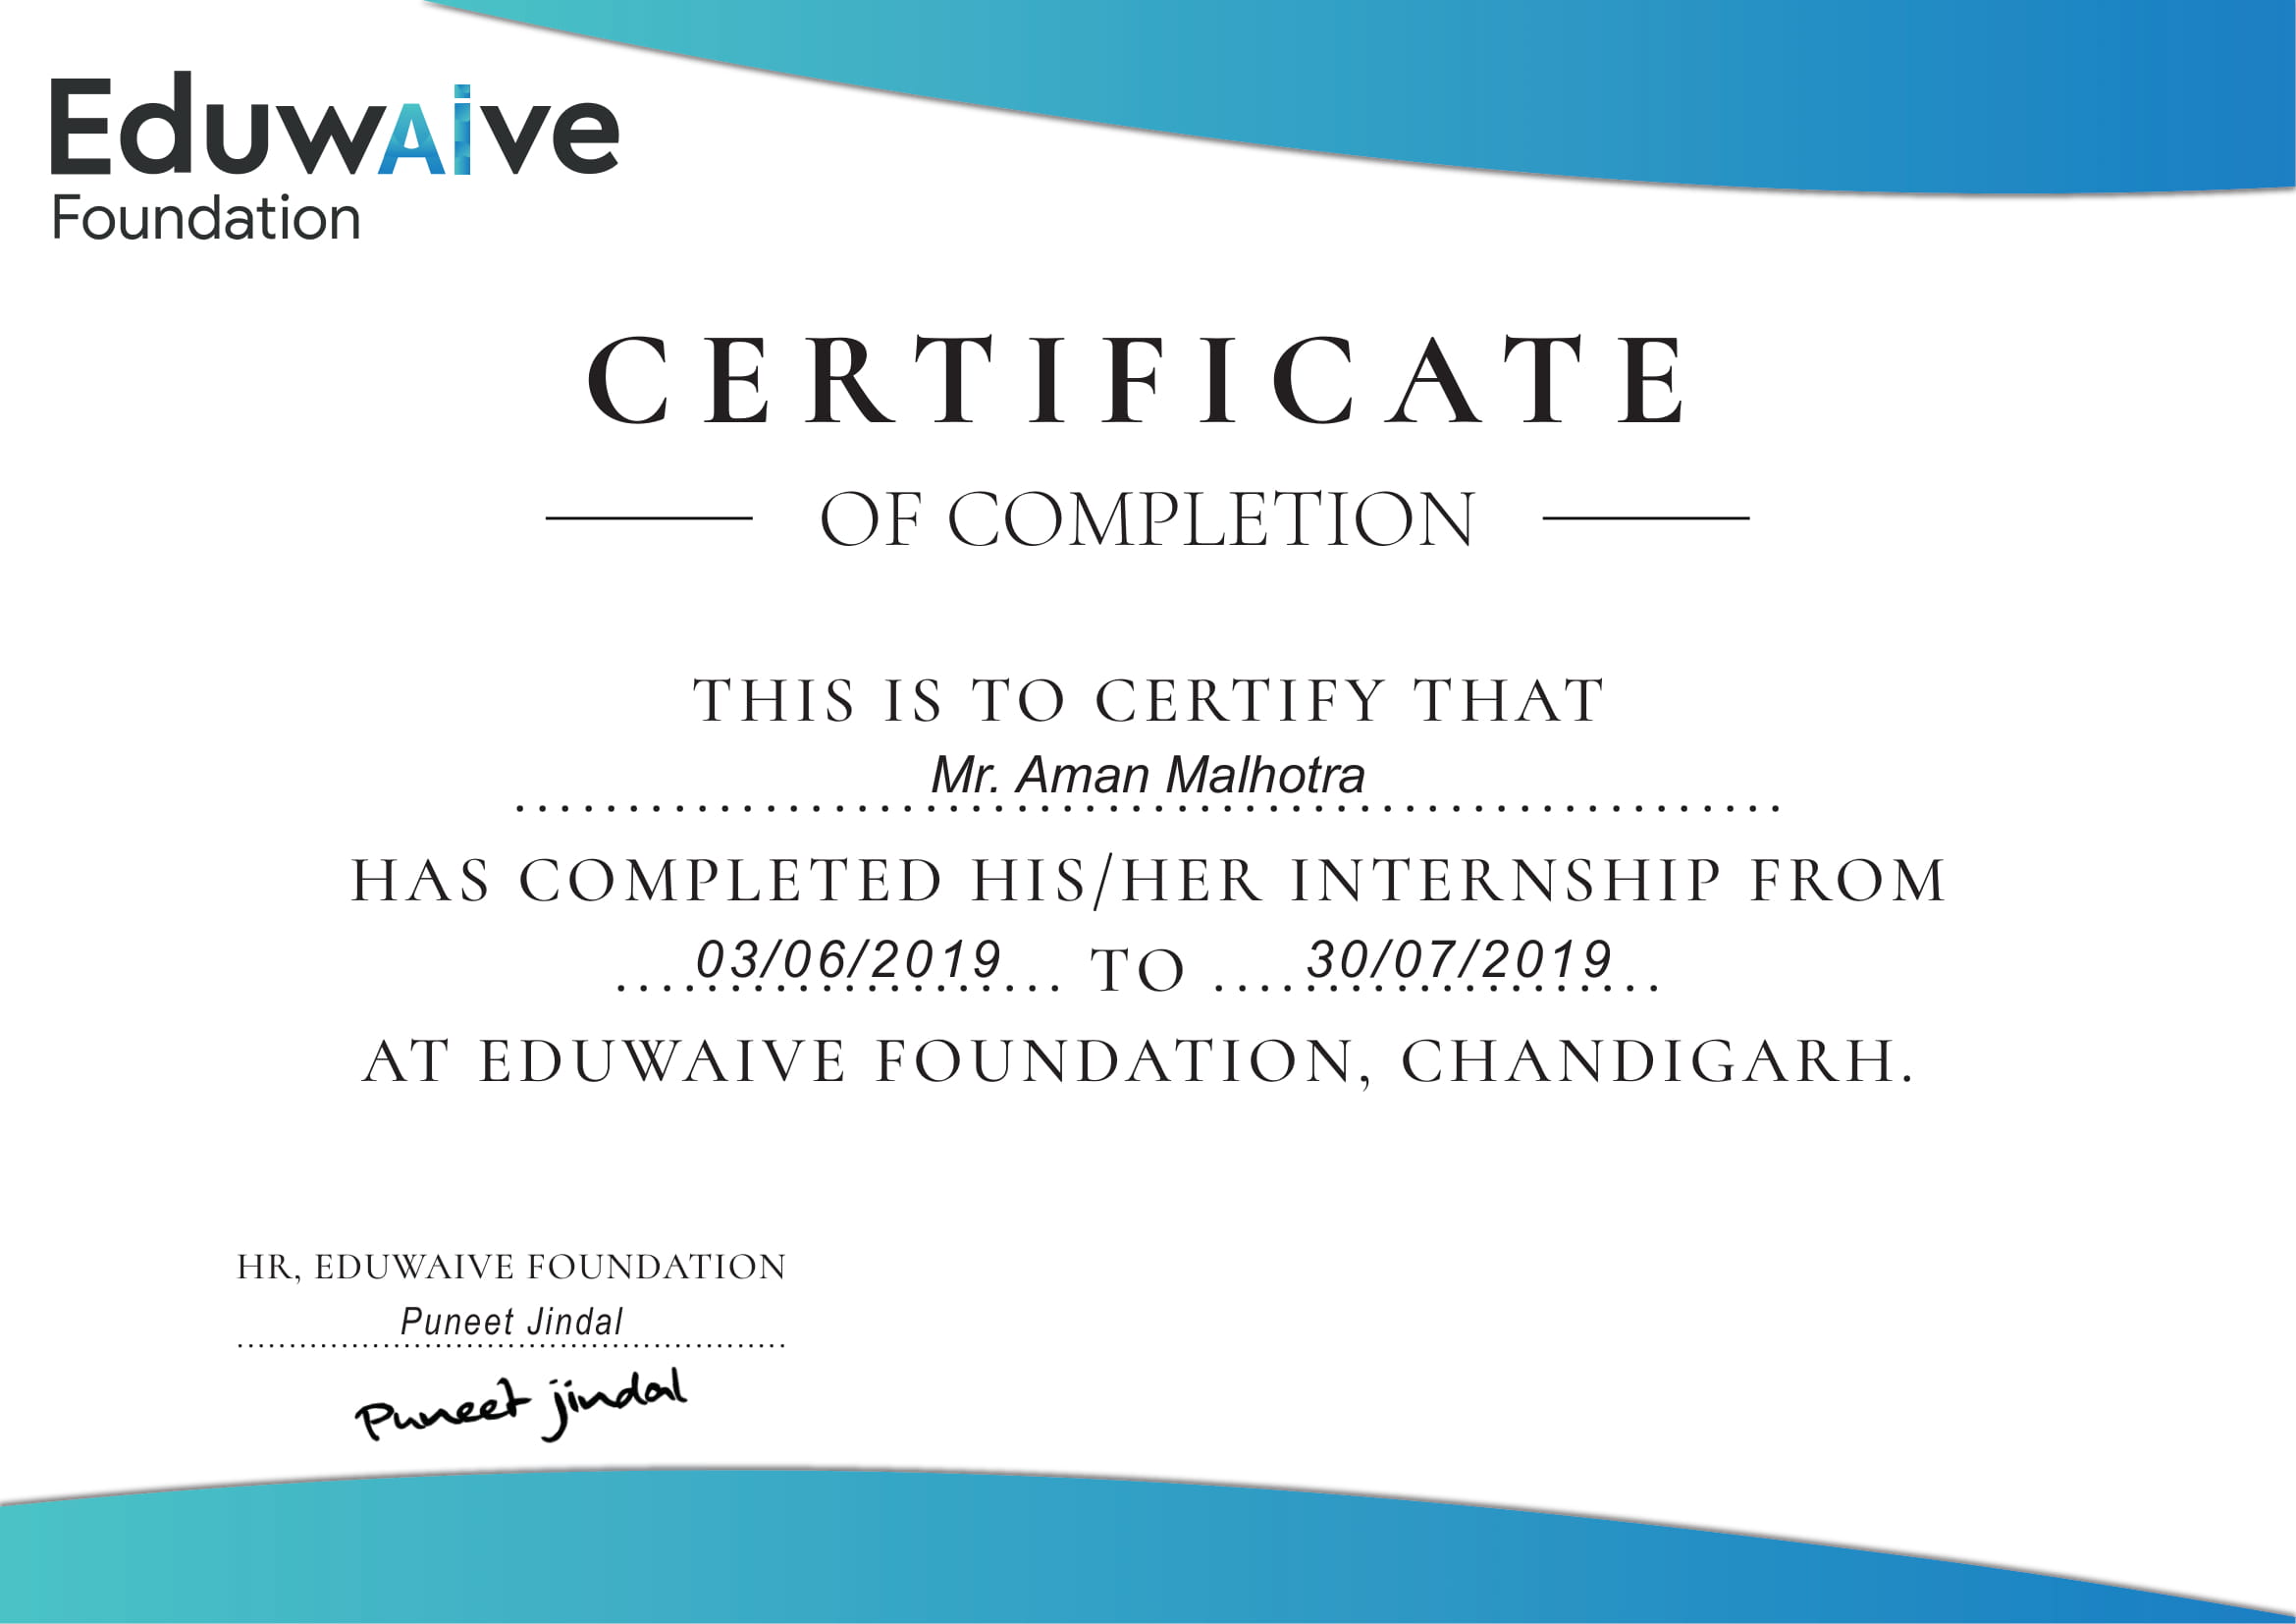 Eduwaive
Foundation
CERTIFICATE
OF COMPLETION
THIS IS TO CERTIFY THAT
Mr. Aman Malhotra
HAS COMPLETED HIS/HER INTERNSHIP FROM
03/06/2019 TO 30/07/2019
AT EDUWAIVE FOUNDATION, CHANDIGARH.
HR, EDUWAIVE FOUNDATION
Puneet Jindal
Puneet jindal